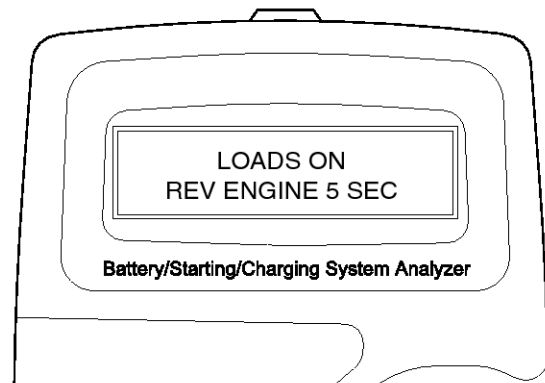 LOADS ON
REV ENGINE 5 SEC
Battery/Starting/Charging System Analyzer